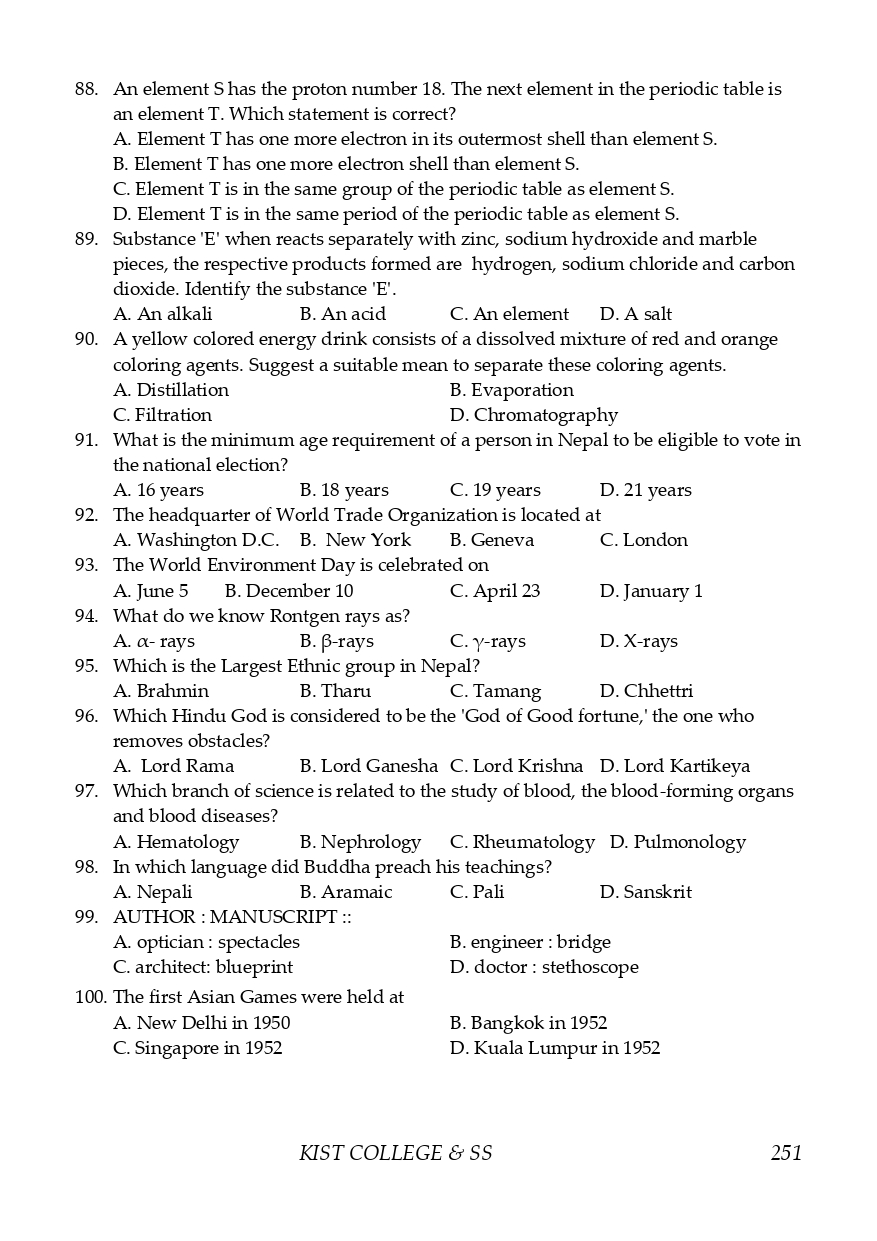 88. An element S has the proton number 18. The next element in the periodic table is
an element T. Which statement is correct?
A. Element T has one more electron in its outermost shell than element S.
B. Element T has one more electron shell than element S.
C. Element T is in the same group of the periodic table as element S.
D. Element T is in the same period of the periodic table as element S.
89. Substance 'E' when reacts separately with zinc, sodium hydroxide and marble
pieces, the respective products formed are hydrogen, sodium chloride and carbon
dioxide. Identify the substance 'E'.
A. An alkali B. An acid C. An element D. A salt
90. A yellow colored energy drink consists of a dissolved mixture of red and orange
coloring agents. Suggest a suitable mean to separate these coloring agents.
A. Distillation B. Evaporation
C. Filtration D. Chromatography
91. What is the minimum age requirement of a person in Nepal to be eligible to vote in
the national election?
A. 16 years B. 18 years C. 19 years D. 21 years
92. The headquarter of World Trade Organization is located at
A. Washington D.C. B. New York B. Geneva C. London
93. The World Environment Day is celebrated on
A. June 5 B. December 10 C. April 23 D. January 1
94. What do we know Rontgen rays as?
A. α- rays B. β-rays C. γ-rays D. X-rays
95. Which is the Largest Ethnic group in Nepal?
A. Brahmin B. Tharu C. Tamang D. Chhettri
96. Which Hindu God is considered to be the 'God of Good fortune,' the one who
removes obstacles?
A. Lord Rama B. Lord Ganesha C. Lord Krishna D. Lord Kartikeya
97. Which branch of science is related to the study of blood, the blood-forming organs
and blood diseases?
A. Hematology B. Nephrology C. Rheumatology D. Pulmonology
98. In which language did Buddha preach his teachings?
A. Nepali B. Aramaic C. Pali D. Sanskrit
99. AUTHOR : MANUSCRIPT ::
A. optician : spectacles B. engineer : bridge
C. architect: blueprint D. doctor : stethoscope
100. The first Asian Games were held at
A. New Delhi in 1950 B. Bangkok in 1952
C. Singapore in 1952 D. Kuala Lumpur in 1952
KIST COLLEGE & SS 251